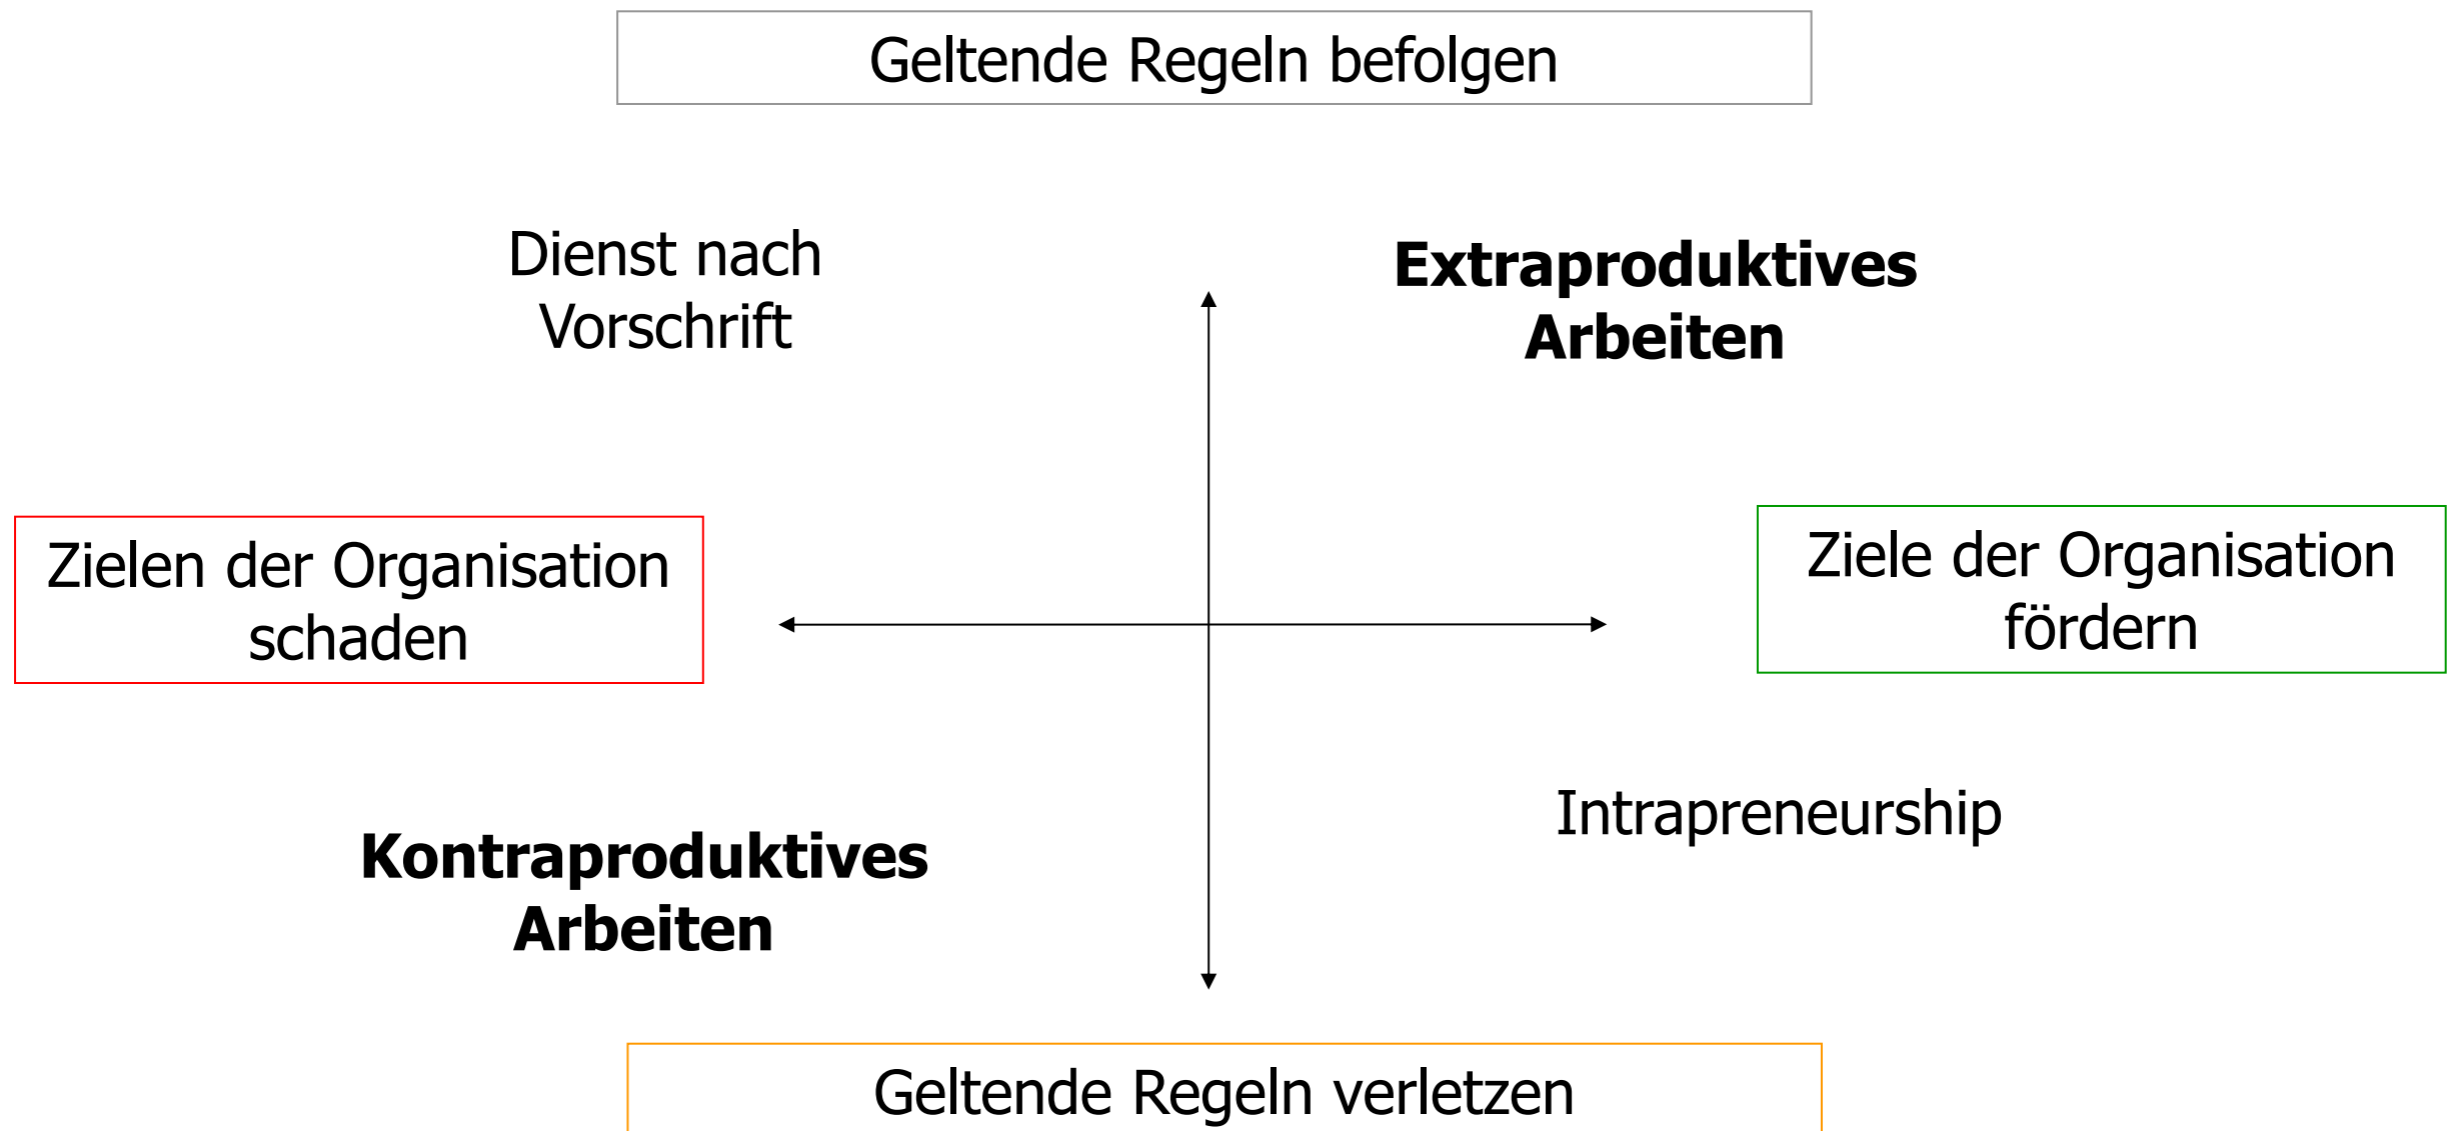 Geltende Regeln befolgen
Dienst nach
Vorschrift
Extraproduktives
Arbeiten
Zielen der Organisation
schaden
Ziele der Organisation
fördern
Kontraproduktives
Arbeiten
Intrapreneurship
Geltende Regeln verletzen